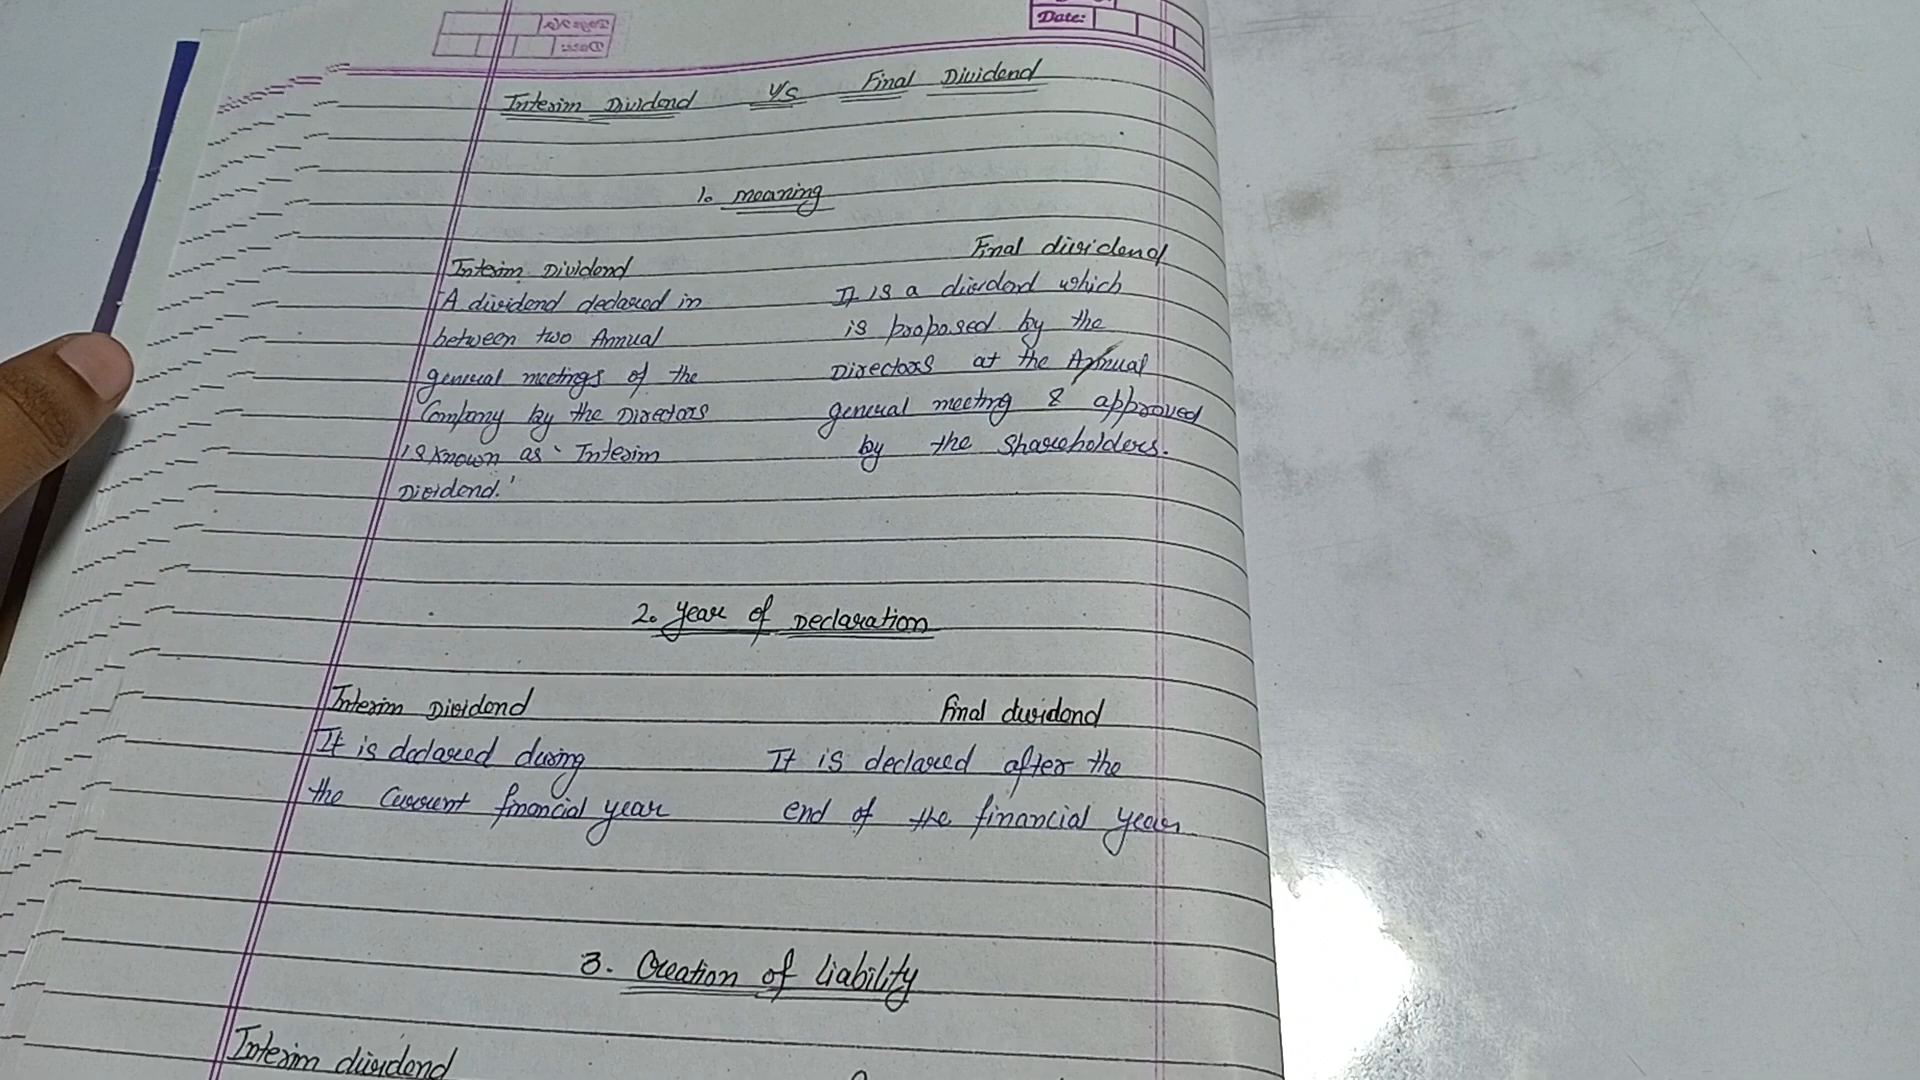 Date:
Interim Dividend V/S Final Dividend
1. meaning
Interim Dividend
A dividend declared in
between two Annual
general meetings of the
Company by the Directors
is known as 'Interim
Dividend.'
Final dividend
It is a dividend which
is proposed by the
Directors at the Annual
general meeting & approved
by the Shareholders.
2. Year of Declaration
Interim Dividend
It is declared during
the Current financial year
final dividend
It is declared after the
end of the financial year
3. Creation of liability
Interim dividend